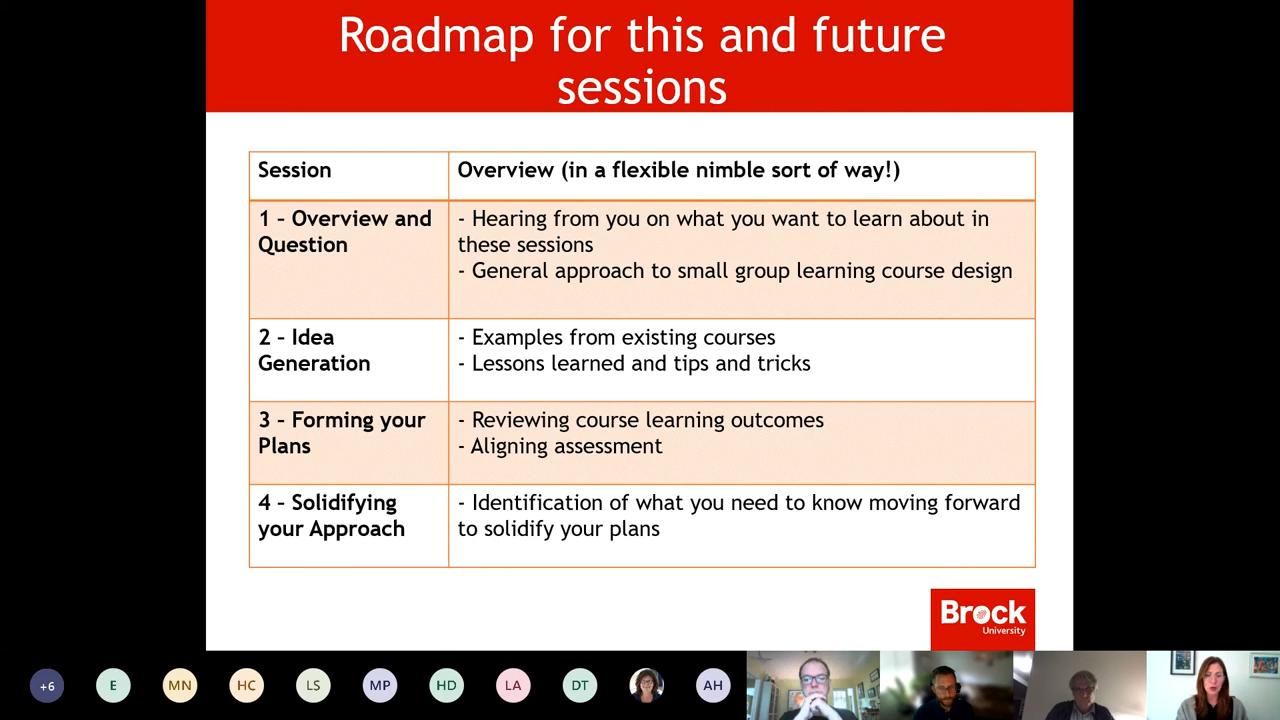 Roadmap for this and future
sessions
Session
Overview (in a flexible nimble sort of way!)
1 – Overview and
Question
- Hearing from you on what you want to learn about in
these sessions
- General approach to small group learning course design
2 – Idea
Generation
- Examples from existing courses
- Lessons learned and tips and tricks
3 – Forming your
Plans
- Reviewing course learning outcomes
- Aligning assessment
4 – Solidifying
your Approach
- Identification of what you need to know moving forward
to solidify your plans
Brock
University
+6
E
MN
HC
LS
MP
HD
LA
DT
AH